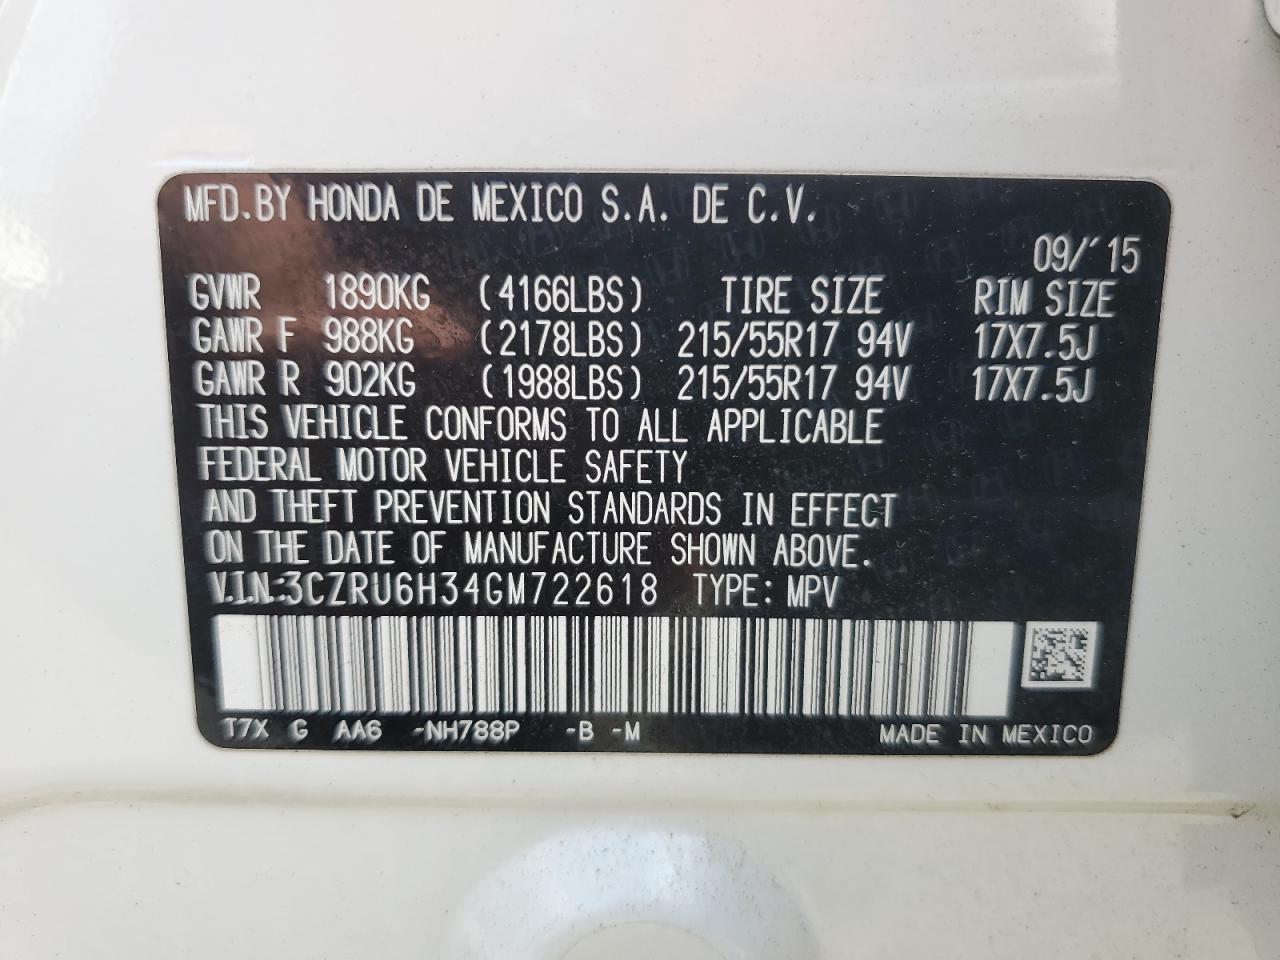 MFD.BY HONDA DE MEXICO S.A. DE C.V.
09/'15
GVWR 1890KG (4166LBS) TIRE SIZE RIM SIZE
GAWR F 988KG (2178LBS) 215/55R17 94V 17X7.5J
GAWR R 902KG (1988LBS) 215/55R17 94V 17X7.5J
THIS VEHICLE CONFORMS TO ALL APPLICABLE
FEDERAL MOTOR VEHICLE SAFETY
AND THEFT PREVENTION STANDARDS IN EFFECT
ON THE DATE OF MANUFACTURE SHOWN ABOVE.
V.I.N.:3CZRU6H34GM722618 TYPE: MPV
T7X G AA6 -NH788P -B -M MADE IN MEXICO